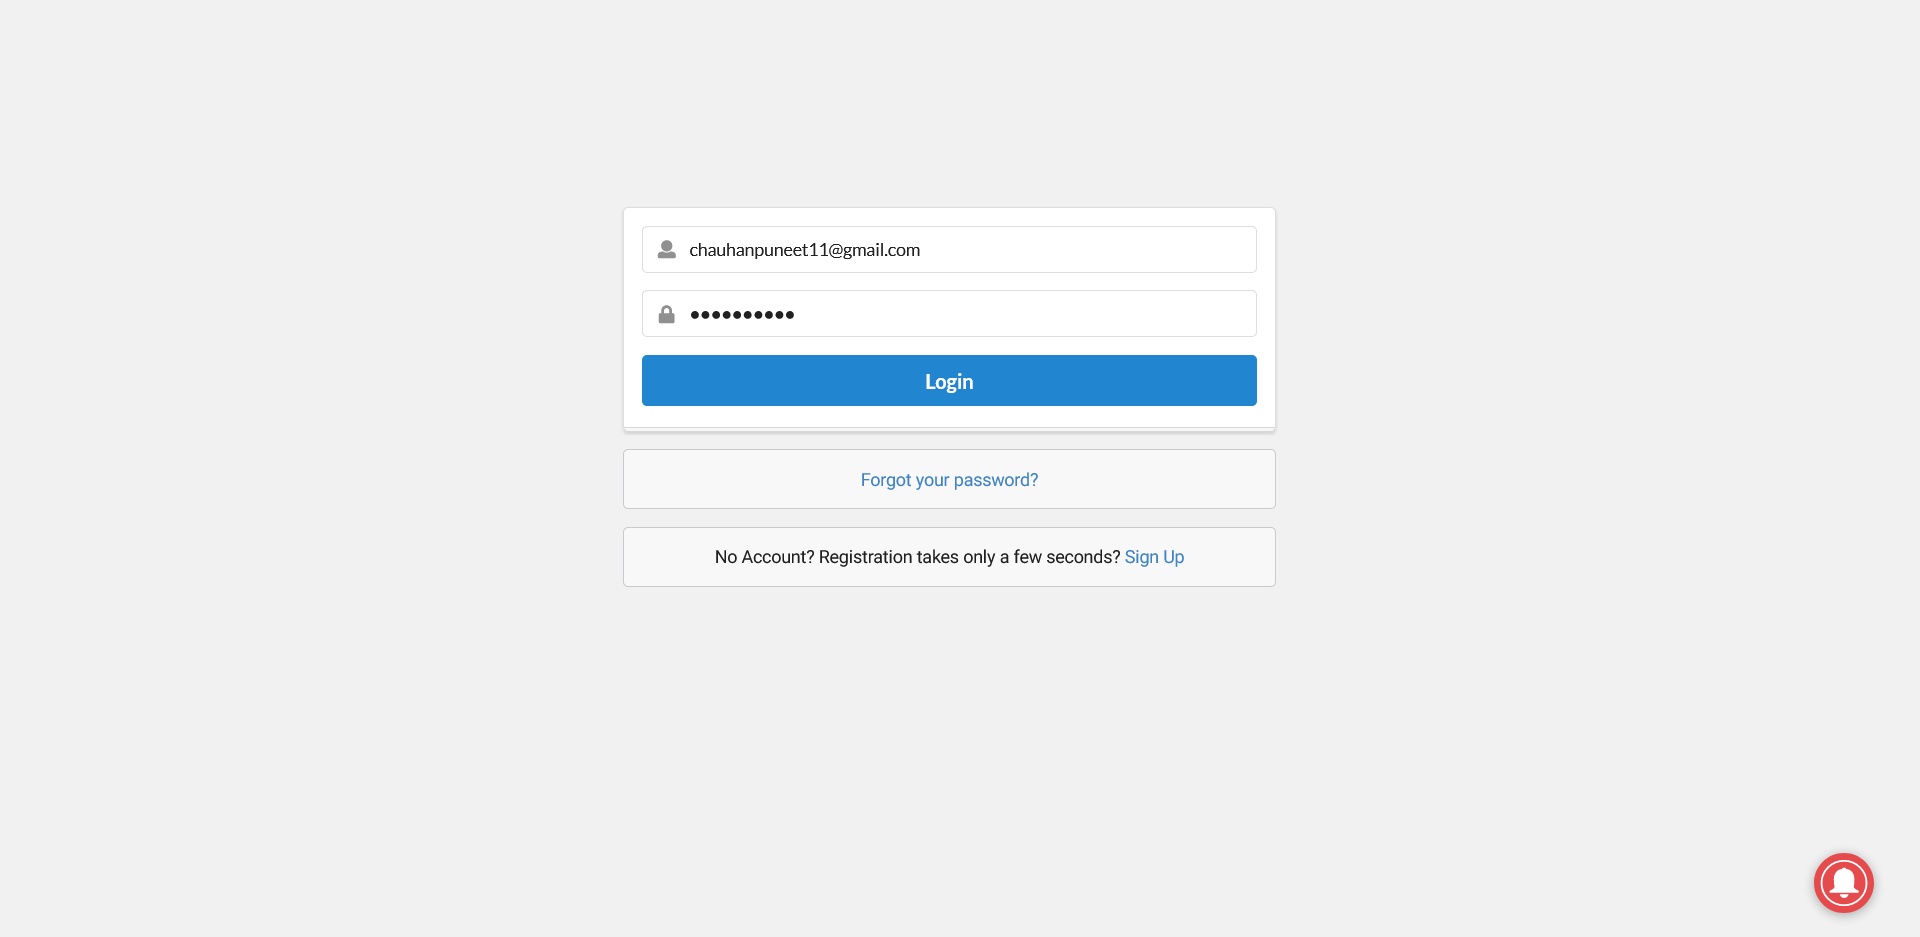 chauhanpuneet11@gmail.com
••••••••••
Login
Forgot your password?
No Account? Registration takes only a few seconds? Sign Up